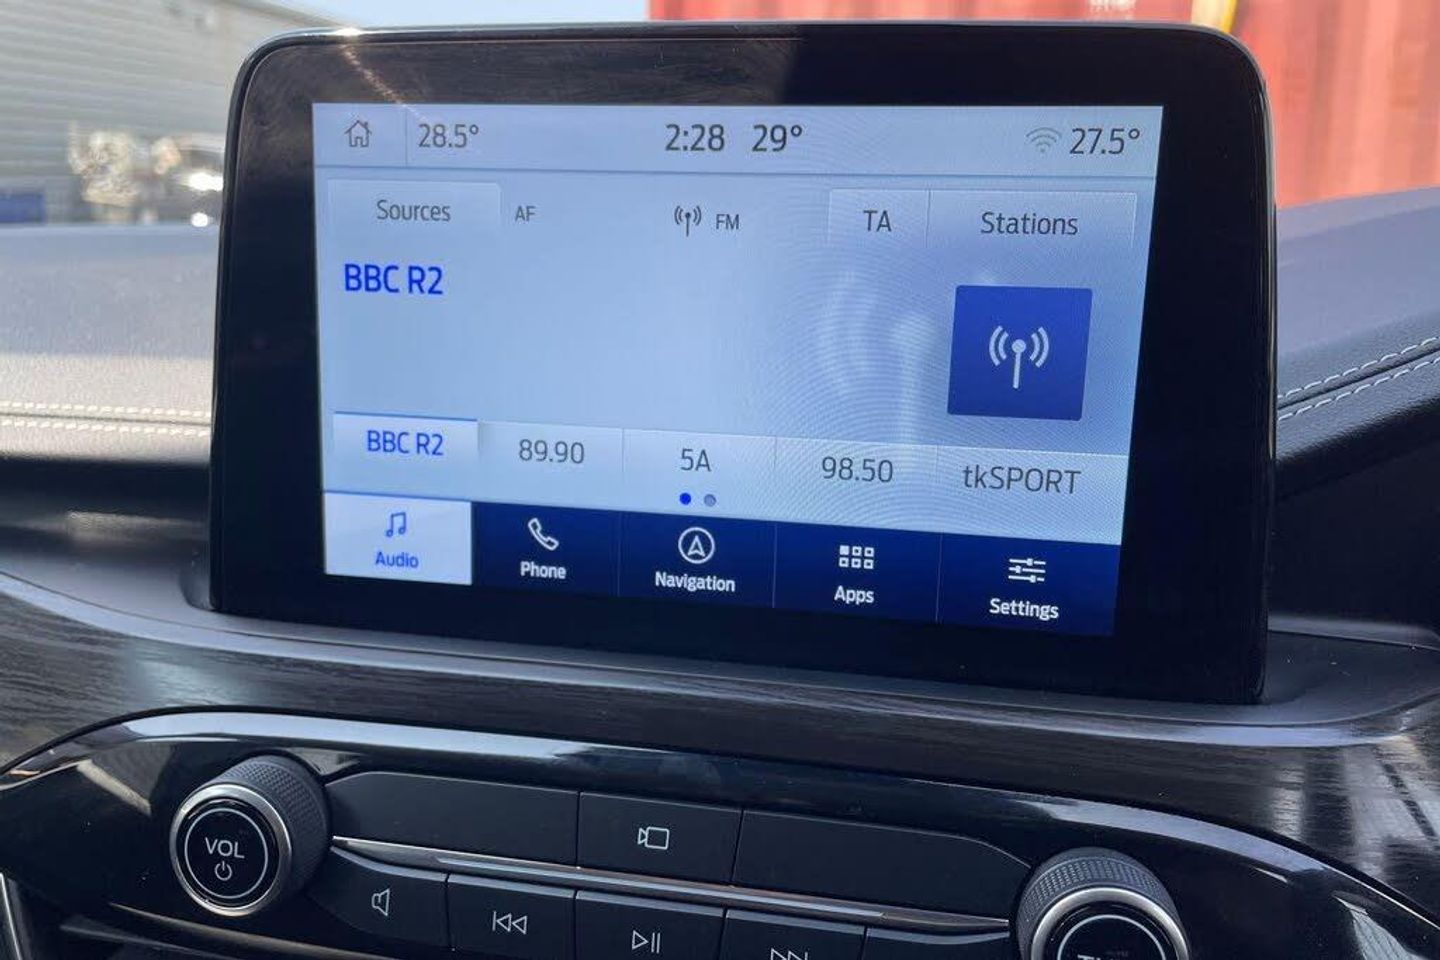 28.5°
2:28 29°
27.5°
Sources
AF
FM
TA
Stations
BBC R2
BBC R2
89.90
5A
98.50
tkSPORT
Audio
Phone
Navigation
Apps
Settings
VOL